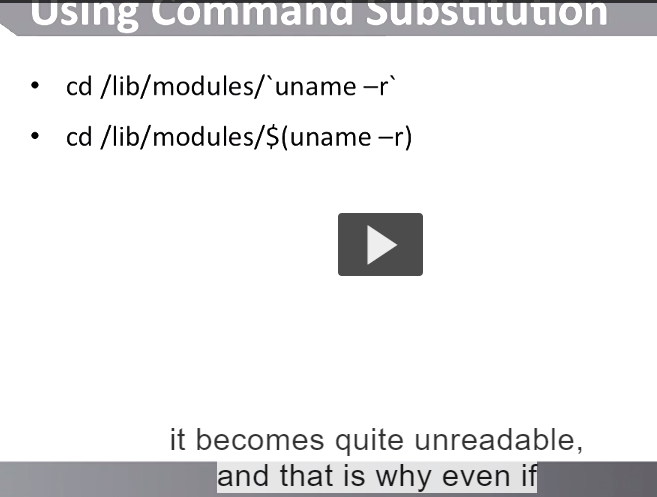 Using Command Substitution
• cd /lib/modules/`uname –r`
• cd /lib/modules/$(uname –r)
it becomes quite unreadable,
and that is why even if